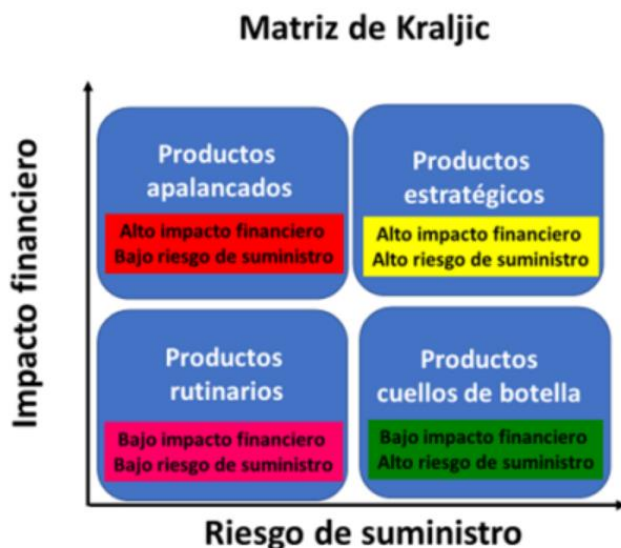 Matriz de Kraljic
Impacto financiero
Productos
apalancados
Alto impacto financiero
Bajo riesgo de suministro
Productos
estratégicos
Alto impacto financiero
Alto riesgo de suministro
Productos
rutinarios
Bajo impacto financiero
Bajo riesgo de suministro
Productos
cuellos de botella
Bajo impacto financiero
Alto riesgo de suministro
Riesgo de suministro